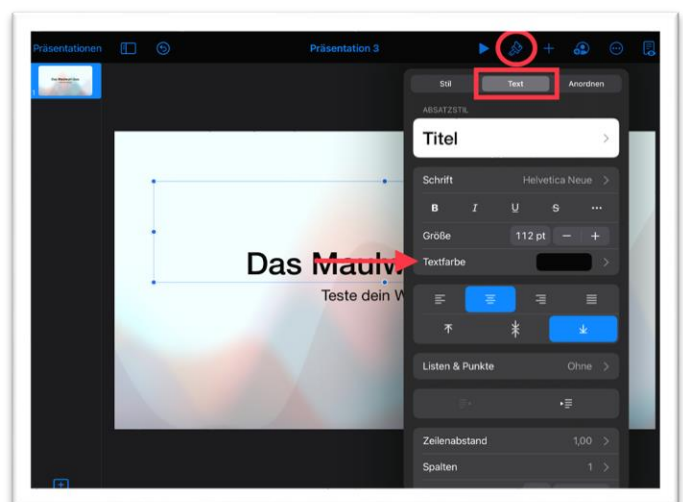 Präsentationen
Präsentation 3
1
Stil
Text
Anordnen
ABSATZSTIL
Titel
Schrift
Helvetica Neue
B
I
U
S
Größe
112 pt
Textfarbe
Das Maulw
Teste dein W
Listen & Punkte
Ohne
Zeilenabstand
1,00
Spalten
1